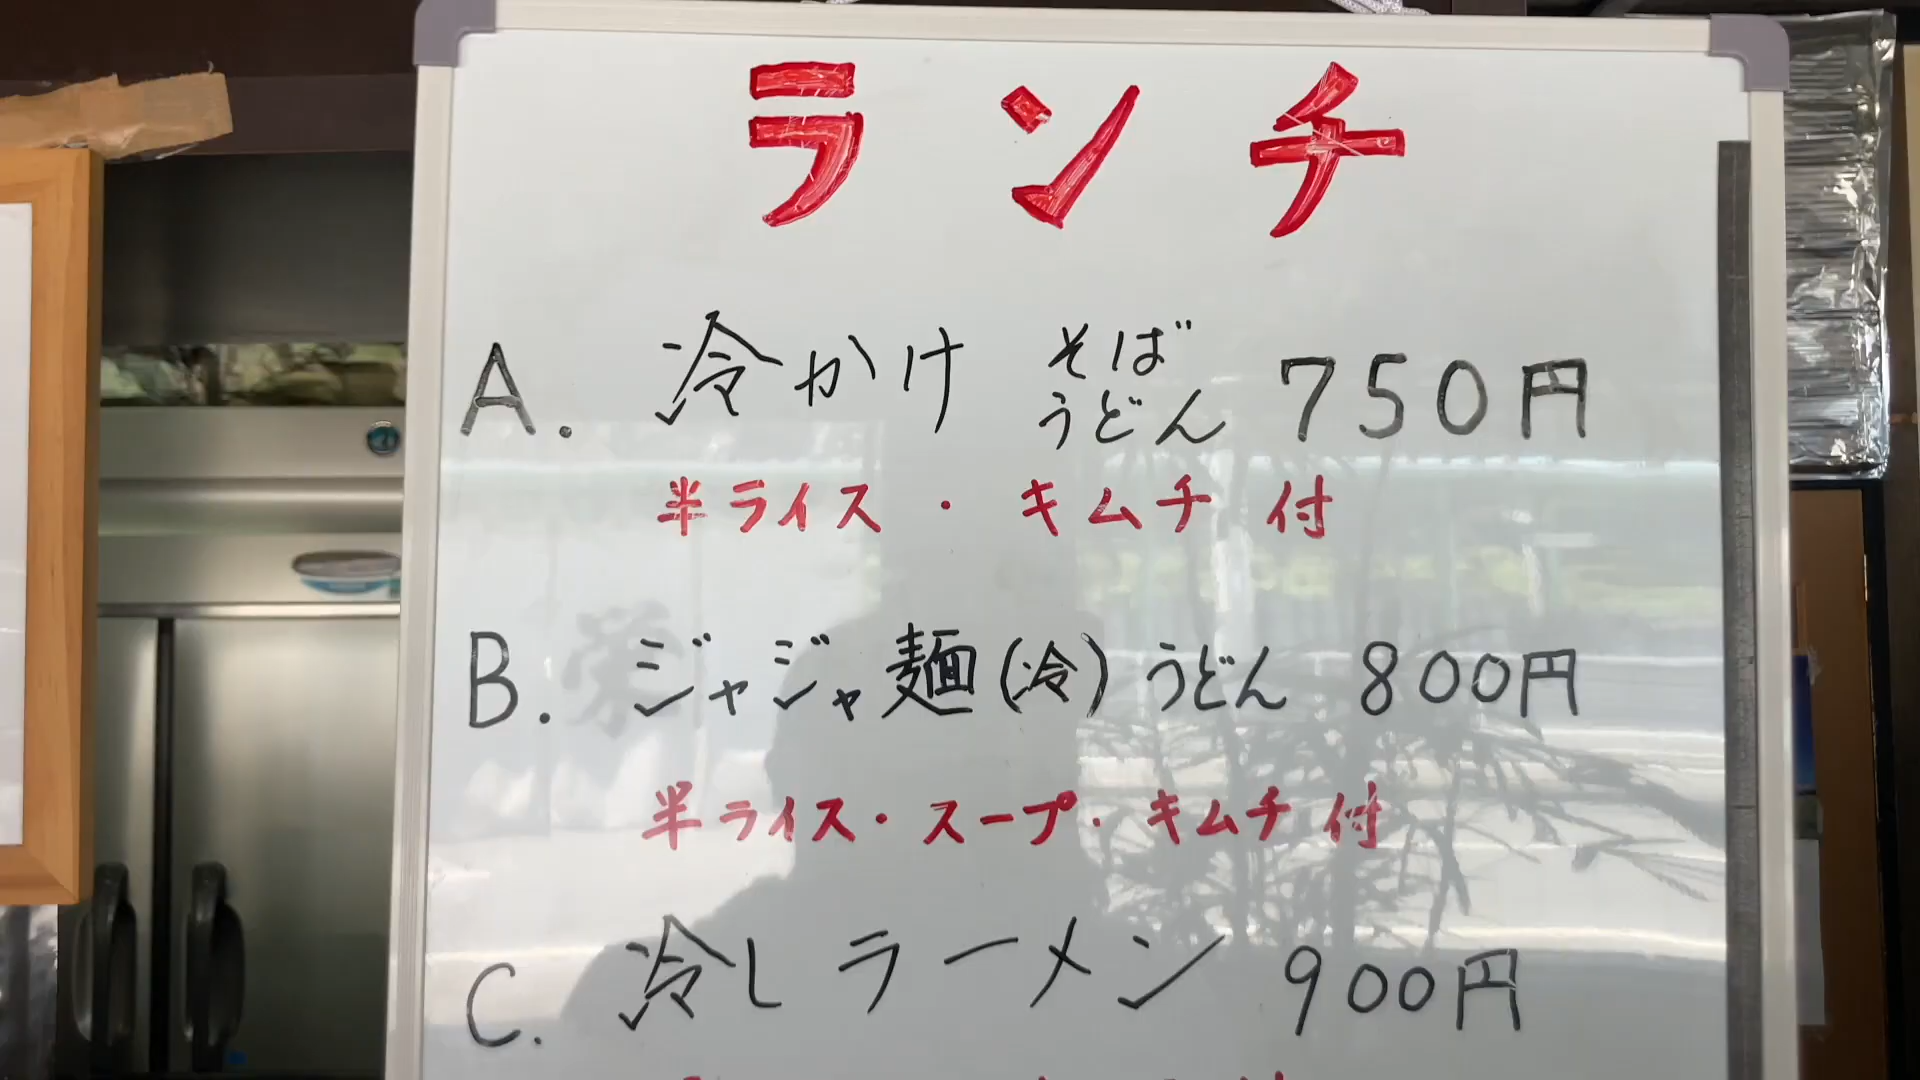 ランチ
A. 冷かけ そば うどん 750円
半ライス・キムチ付
B. ジャジャ麺(冷)うどん 800円
半ライス・スープ・キムチ付
C. 冷しラーメン 900円